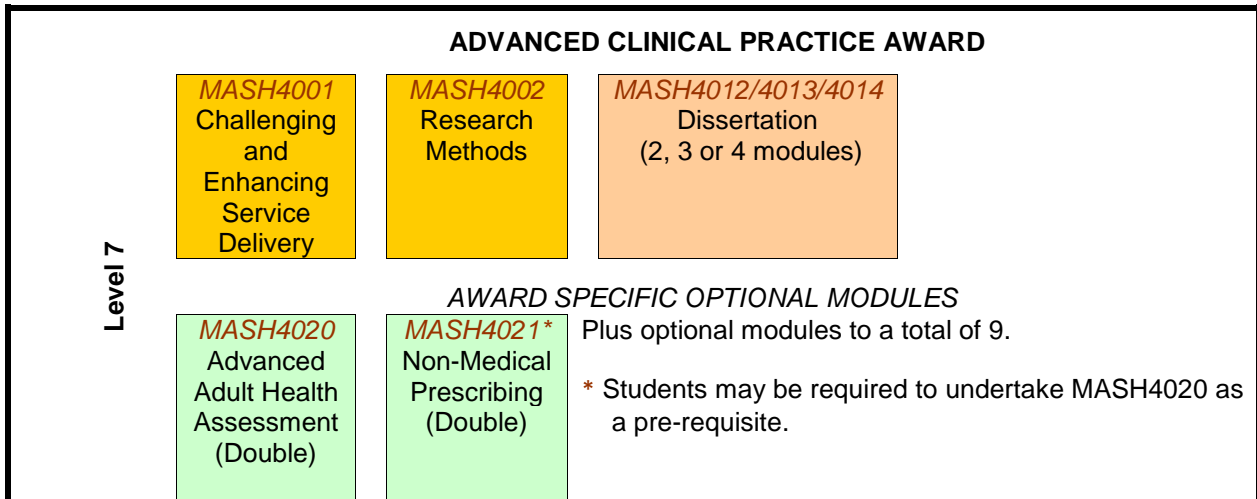 ADVANCED CLINICAL PRACTICE AWARD
Level 7
MASH4001
Challenging
and
Enhancing
Service
Delivery
MASH4002
Research
Methods
MASH4012/4013/4014
Dissertation
(2, 3 or 4 modules)
AWARD SPECIFIC OPTIONAL MODULES
MASH4020
Advanced
Adult Health
Assessment
(Double)
MASH4021*
Non-Medical
Prescribing
(Double)
Plus optional modules to a total of 9.
* Students may be required to undertake MASH4020 as
a pre-requisite.